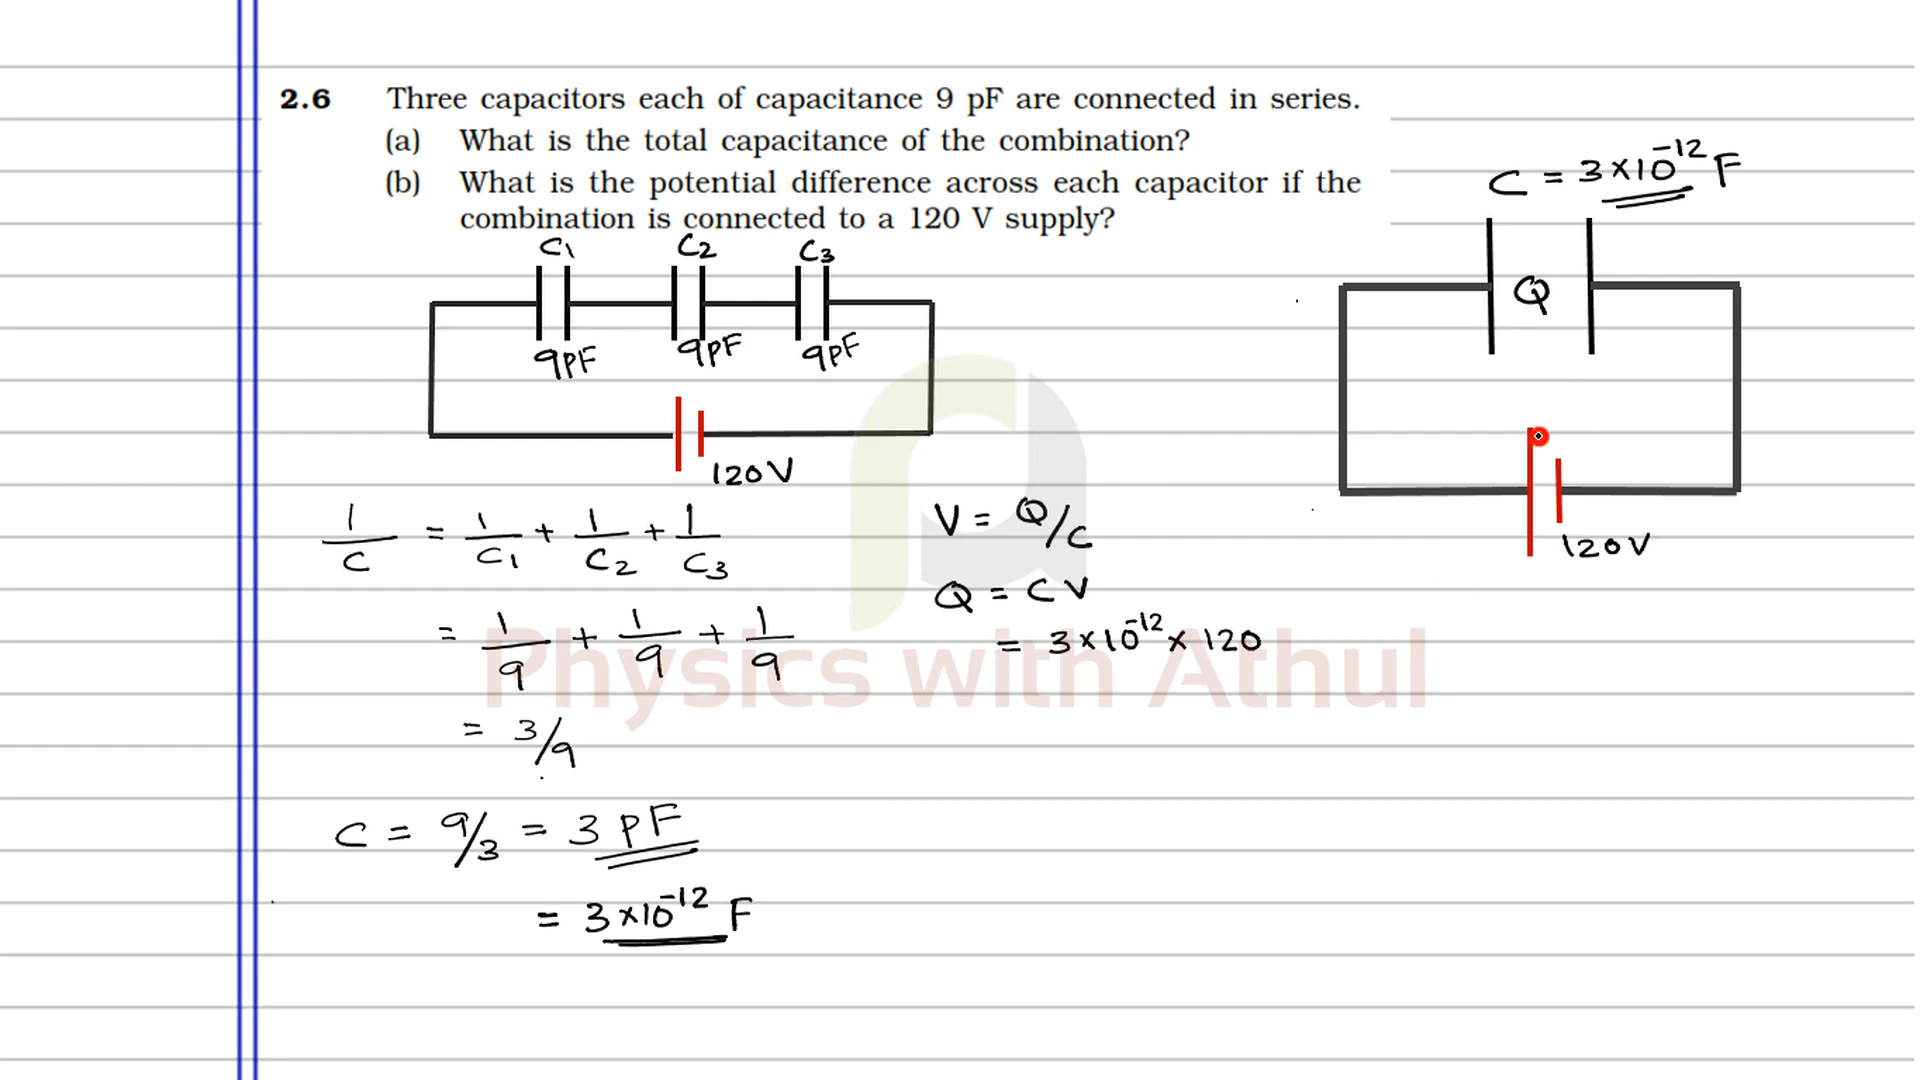 2.6 Three capacitors each of capacitance 9 pF are connected in series.
(a) What is the total capacitance of the combination?
(b) What is the potential difference across each capacitor if the
combination is connected to a 120 V supply?
C1 C2 C3
9PF 9PF 9PF
120V
1/C = 1/C1 + 1/C2 + 1/C3
= 1/9 + 1/9 + 1/9
= 3/9
C = 9/3 = 3 PF
= 3×10⁻¹² F
V = Q/C
Q = CV
= 3×10⁻¹² × 120
C = 3×10⁻¹² F
Q
120V
Physics with Athul